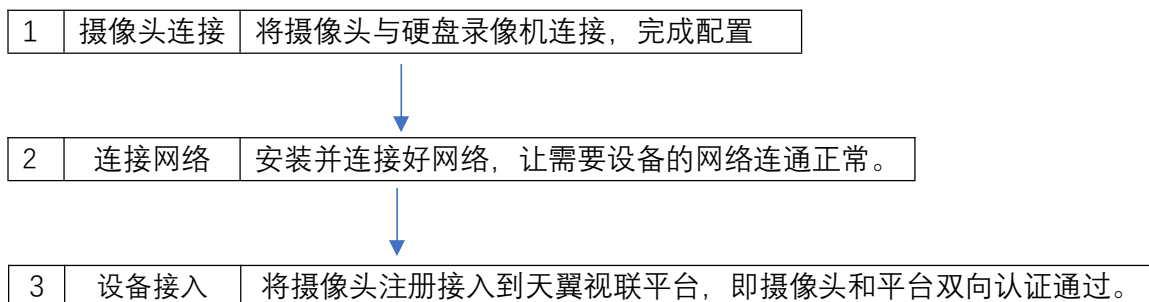 1 摄像头连接 将摄像头与硬盘录像机连接，完成配置
2 连接网络 安装并连接好网络，让需要设备的网络连通正常。
3 设备接入 将摄像头注册接入到天翼视联平台，即摄像头和平台双向认证通过。